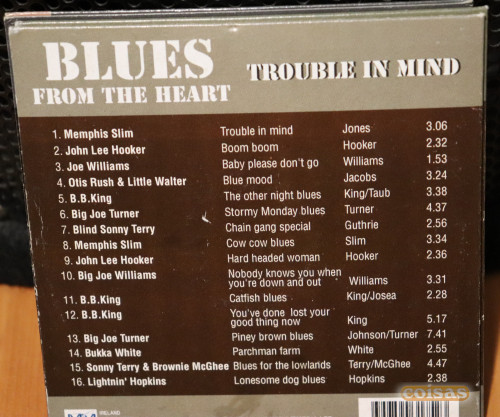 BLUES
FROM THE HEART
TROUBLE IN MIND
1. Memphis Slim Trouble in mind Jones 3.06
2. John Lee Hooker Boom boom Hooker 2.32
3. Joe Williams Baby please don't go Williams 1.53
4. Otis Rush & Little Walter Blue mood Jacobs 3.24
5. B.B.King The other night blues King/Taub 3.38
6. Big Joe Turner Stormy Monday blues Turner 4.37
7. Blind Sonny Terry Chain gang special Guthrie 2.56
8. Memphis Slim Cow cow blues Slim 3.34
9. John Lee Hooker Hard headed woman Hooker 2.36
10. Big Joe Williams Nobody knows you when
you're down and out Williams 3.31
11. B.B.King Catfish blues King/Josea 2.28
12. B.B.King You've done lost your
good thing now King 5.17
13. Big Joe Turner Piney brown blues Johnson/Turner 7.41
14. Bukka White Parchman farm White 2.55
15. Sonny Terry & Brownie McGhee Blues for the lowlands Terry/McGhee 4.47
16. Lightnin' Hopkins Lonesome dog blues Hopkins 2.38
IRELAND
coisas